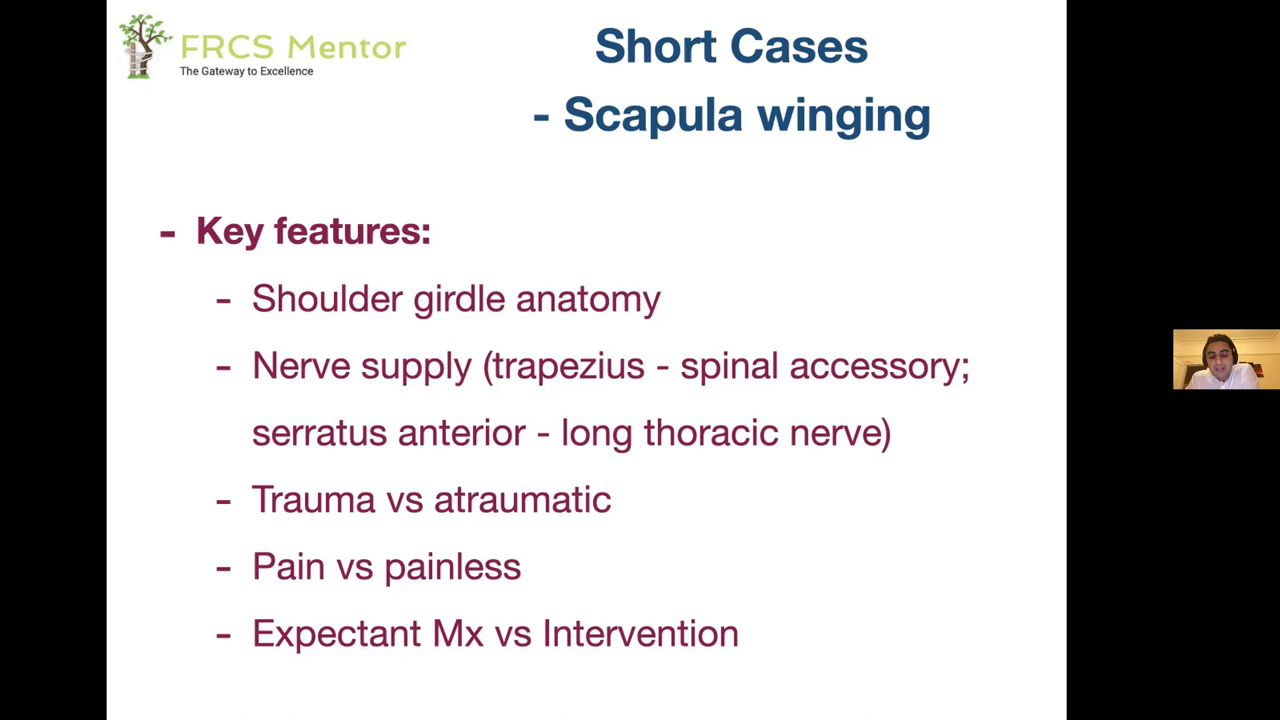 FRCS Mentor
The Gateway to Excellence
Short Cases
- Scapula winging
- Key features:
- Shoulder girdle anatomy
- Nerve supply (trapezius - spinal accessory;
serratus anterior - long thoracic nerve)
- Trauma vs atraumatic
- Pain vs painless
- Expectant Mx vs Intervention